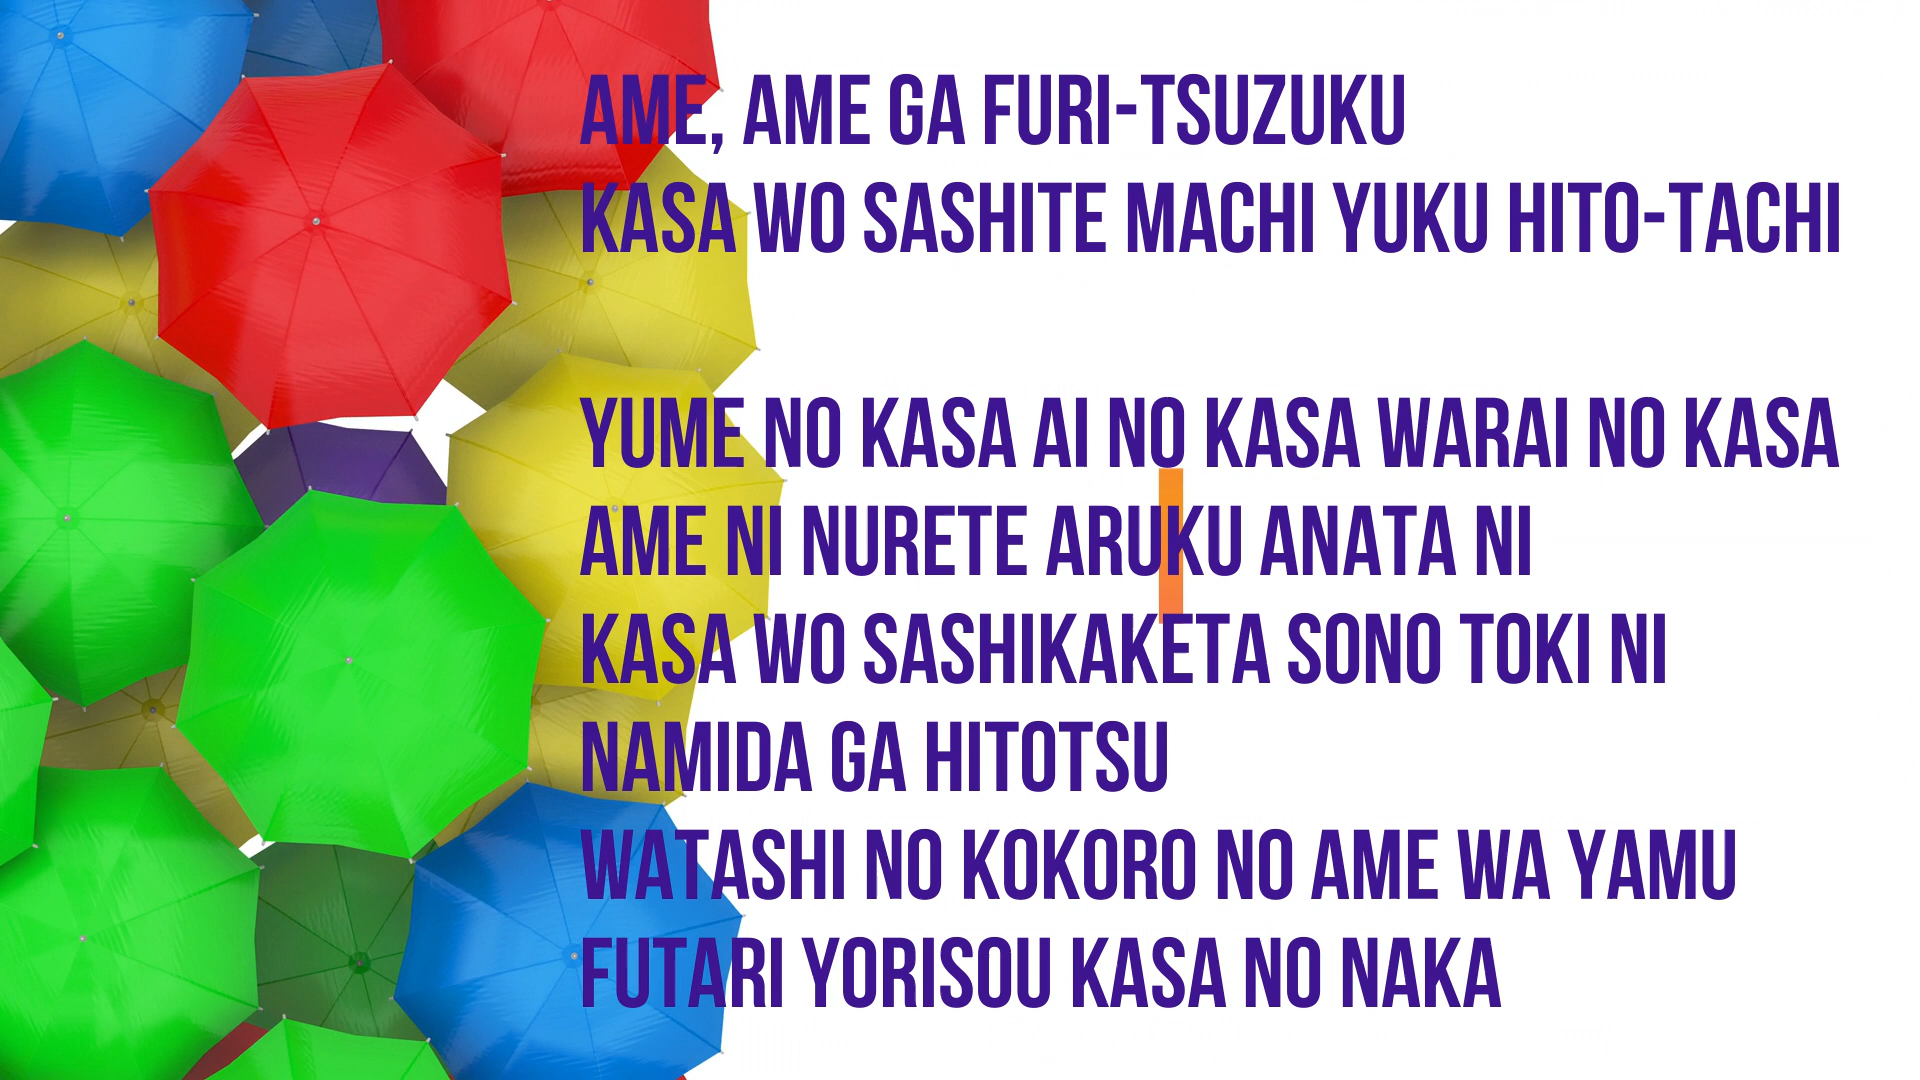 AME, AME GA FURI-TSUZUKU
KASA WO SASHITE MACHI YUKU HITO-TACHI
YUME NO KASA AI NO KASA WARAI NO KASA
AME NI NURETE ARUKU ANATA NI
KASA WO SASHIKAKETA SONO TOKI NI
NAMIDA GA HITOTSU
WATASHI NO KOKORO NO AME WA YAMU
FUTARI YORISOU KASA NO NAKA